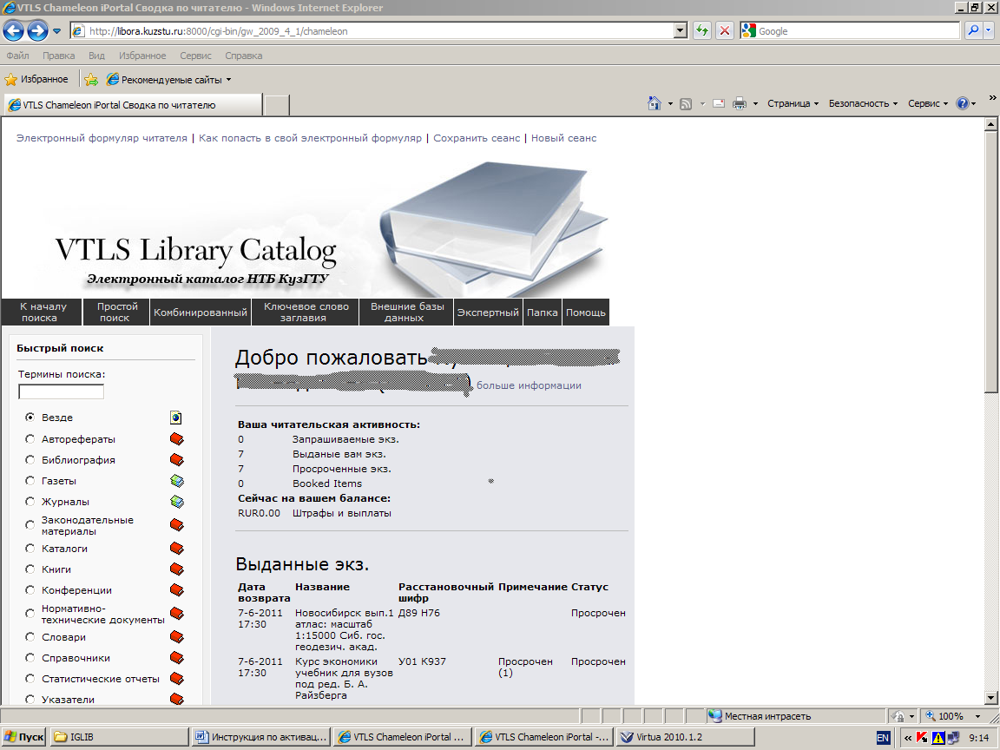 VTLS Chameleon iPortal Сводка по читателю - Windows Internet Explorer
http://libora.kuzstu.ru:8000/cgi-bin/gw_2009_4_1/chameleon
Google
Файл Правка Вид Избранное Сервис Справка
Избранное Рекомендуемые сайты
VTLS Chameleon iPortal Сводка по читателю
Страница Безопасность Сервис
Электронный формуляр читателя | Как попасть в свой электронный формуляр | Сохранить сеанс | Новый сеанс
VTLS Library Catalog
Электронный каталог НТБ КузГТУ
К началу поиска Простой поиск Комбинированный Ключевое слово заглавия Внешние базы данных Экспертный Папка Помощь
Быстрый поиск
Термины поиска:
Везде
Авторефераты
Библиография
Газеты
Журналы
Законодательные
материалы
Каталоги
Книги
Конференции
Нормативно-
технические документы
Словари
Справочники
Статистические отчеты
Указатели
Добро пожаловать
больше информации
Ваша читательская активность:
0 Запрашиваемые экз.
7 Выданые вам экз.
7 Просроченные экз.
0 Booked Items
Сейчас на вашем балансе:
RUR0.00 Штрафы и выплаты
Выданные экз.
Дата возврата Название Расстановочный шифр Примечание Статус
7-6-2011 Новосибирск вып.1 Д89 Н76 Просрочен
17:30 атлас: масштаб
1:15000 Сиб. гос.
геодезич. акад.
7-6-2011 Курс экономики У01 К937 Просрочен Просрочен
17:30 учебник для вузов (1)
под ред. Б. А.
Райзберга
Местная интрасеть 100%
Пуск IGLIB Инструкция по активац... VTLS Chameleon iPortal ... VTLS Chameleon iPortal -... Virtua 2010.1.2 EN « 9:14